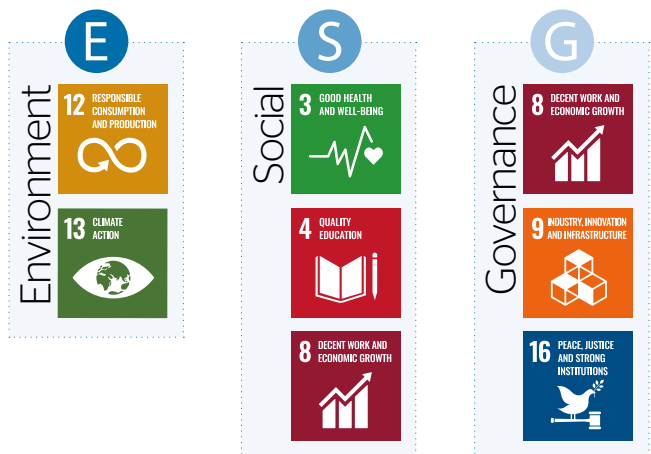 E
Environment
12 RESPONSIBLE
CONSUMPTION
AND PRODUCTION
13 CLIMATE
ACTION
S
Social
3 GOOD HEALTH
AND WELL-BEING
4 QUALITY
EDUCATION
8 DECENT WORK AND
ECONOMIC GROWTH
G
Governance
8 DECENT WORK AND
ECONOMIC GROWTH
9 INDUSTRY, INNOVATION
AND INFRASTRUCTURE
16 PEACE, JUSTICE
AND STRONG
INSTITUTIONS